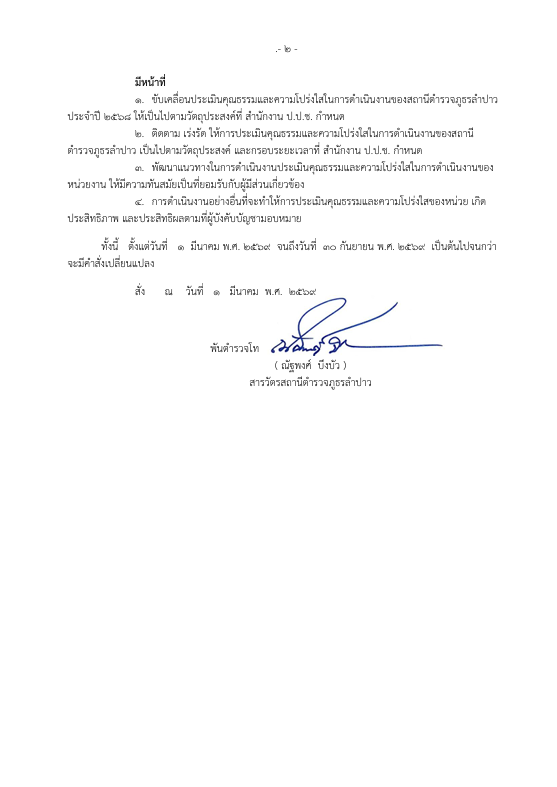 .- ๒ -
มีหน้าที่
๑. ขับเคลื่อนประเมินคุณธรรมและความโปร่งใสในการดำเนินงานของสถานีตำรวจภูธรลำปาว
ประจำปี ๒๕๖๘ ให้เป็นไปตามวัตถุประสงค์ที่ สำนักงาน ป.ป.ช. กำหนด
๒. ติดตาม เร่งรัด ให้การประเมินคุณธรรมและความโปร่งใสในการดำเนินงานของสถานี
ตำรวจภูธรลำปาว เป็นไปตามวัตถุประสงค์ และกรอบระยะเวลาที่ สำนักงาน ป.ป.ช. กำหนด
๓. พัฒนาแนวทางในการดำเนินงานประเมินคุณธรรมและความโปร่งใสในการดำเนินงานของ
หน่วยงาน ให้มีความทันสมัยเป็นที่ยอมรับกับผู้มีส่วนเกี่ยวข้อง
๔. การดำเนินงานอย่างอื่นที่จะทำให้การประเมินคุณธรรมและความโปร่งใสของหน่วย เกิด
ประสิทธิภาพ และประสิทธิผลตามที่ผู้บังคับบัญชามอบหมาย
ทั้งนี้ ตั้งแต่วันที่ ๑ มีนาคม พ.ศ. ๒๕๖๙ จนถึงวันที่ ๓๐ กันยายน พ.ศ. ๒๕๖๙ เป็นต้นไปจนกว่า
จะมีคำสั่งเปลี่ยนแปลง
สั่ง ณ วันที่ ๑ มีนาคม พ.ศ. ๒๕๖๙
พันตำรวจโท
( ณัฐพงศ์ บึงบัว )
สารวัตรสถานีตำรวจภูธรลำปาว